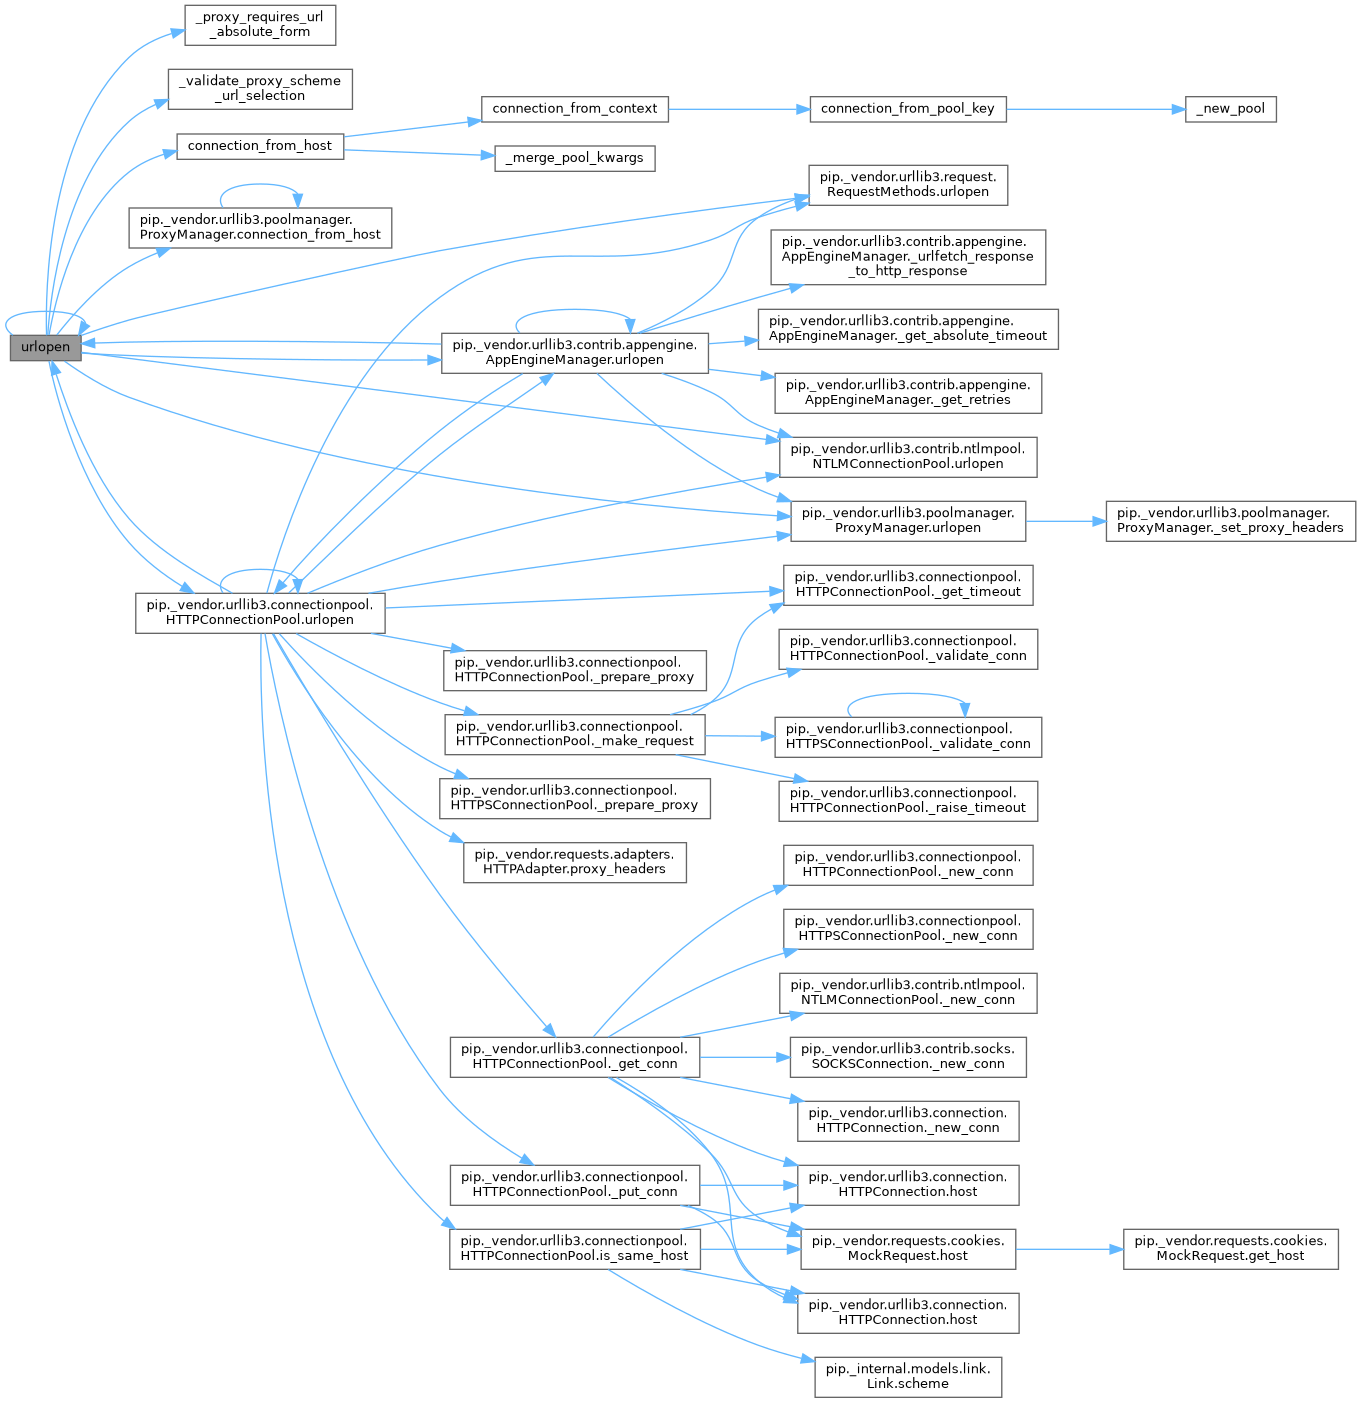 _proxy_requires_url
_absolute_form
_validate_proxy_scheme
_url_selection
connection_from_host
connection_from_context
connection_from_pool_key
_new_pool
_merge_pool_kwargs
pip._vendor.urllib3.poolmanager.
ProxyManager.connection_from_host
pip._vendor.urllib3.request.
RequestMethods.urlopen
pip._vendor.urllib3.contrib.appengine.
AppEngineManager._urlfetch_response
_to_http_response
pip._vendor.urllib3.contrib.appengine.
AppEngineManager._get_absolute_timeout
urlopen
pip._vendor.urllib3.contrib.appengine.
AppEngineManager.urlopen
pip._vendor.urllib3.contrib.appengine.
AppEngineManager._get_retries
pip._vendor.urllib3.contrib.ntlmpool.
NTLMConnectionPool.urlopen
pip._vendor.urllib3.poolmanager.
ProxyManager.urlopen
pip._vendor.urllib3.poolmanager.
ProxyManager._set_proxy_headers
pip._vendor.urllib3.connectionpool.
HTTPConnectionPool._get_timeout
pip._vendor.urllib3.connectionpool.
HTTPConnectionPool.urlopen
pip._vendor.urllib3.connectionpool.
HTTPConnectionPool._validate_conn
pip._vendor.urllib3.connectionpool.
HTTPConnectionPool._prepare_proxy
pip._vendor.urllib3.connectionpool.
HTTPConnectionPool._make_request
pip._vendor.urllib3.connectionpool.
HTTPSConnectionPool._validate_conn
pip._vendor.urllib3.connectionpool.
HTTPSConnectionPool._prepare_proxy
pip._vendor.urllib3.connectionpool.
HTTPConnectionPool._raise_timeout
pip._vendor.requests.adapters.
HTTPAdapter.proxy_headers
pip._vendor.urllib3.connectionpool.
HTTPConnectionPool._new_conn
pip._vendor.urllib3.connectionpool.
HTTPSConnectionPool._new_conn
pip._vendor.urllib3.contrib.ntlmpool.
NTLMConnectionPool._new_conn
pip._vendor.urllib3.connectionpool.
HTTPConnectionPool._get_conn
pip._vendor.urllib3.contrib.socks.
SOCKSConnection._new_conn
pip._vendor.urllib3.connection.
HTTPConnection._new_conn
pip._vendor.urllib3.connectionpool.
HTTPConnectionPool._put_conn
pip._vendor.urllib3.connection.
HTTPConnection.host
pip._vendor.urllib3.connectionpool.
HTTPConnectionPool.is_same_host
pip._vendor.requests.cookies.
MockRequest.host
pip._vendor.requests.cookies.
MockRequest.get_host
pip._vendor.urllib3.connection.
HTTPConnection.host
pip._internal.models.link.
Link.scheme